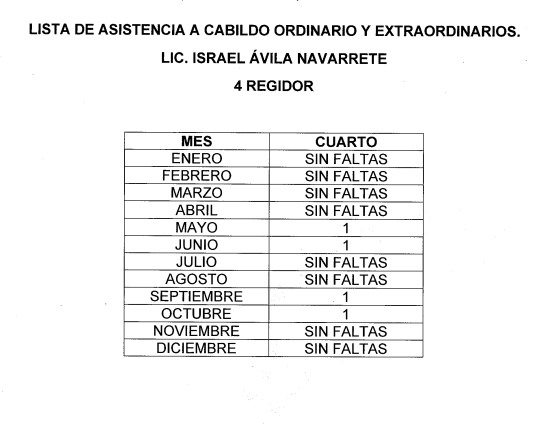 LISTA DE ASISTENCIA A CABILDO ORDINARIO Y EXTRAORDINARIOS.
LIC. ISRAEL ÁVILA NAVARRETE
4 REGIDOR
MES CUARTO
ENERO SIN FALTAS
FEBRERO SIN FALTAS
MARZO SIN FALTAS
ABRIL SIN FALTAS
MAYO 1
JUNIO 1
JULIO SIN FALTAS
AGOSTO SIN FALTAS
SEPTIEMBRE 1
OCTUBRE 1
NOVIEMBRE SIN FALTAS
DICIEMBRE SIN FALTAS